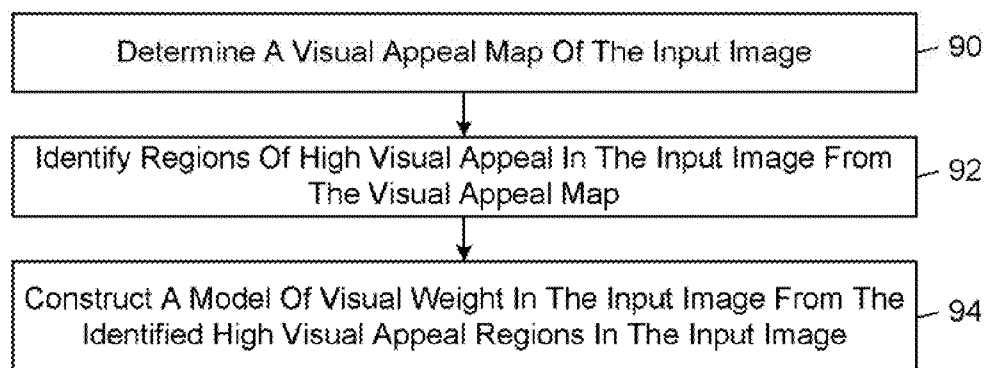 Determine A Visual Appeal Map Of The Input Image
90
Identify Regions Of High Visual Appeal In The Input Image From
The Visual Appeal Map
92
Construct A Model Of Visual Weight In The Input Image From The
Identified High Visual Appeal Regions In The Input Image
94